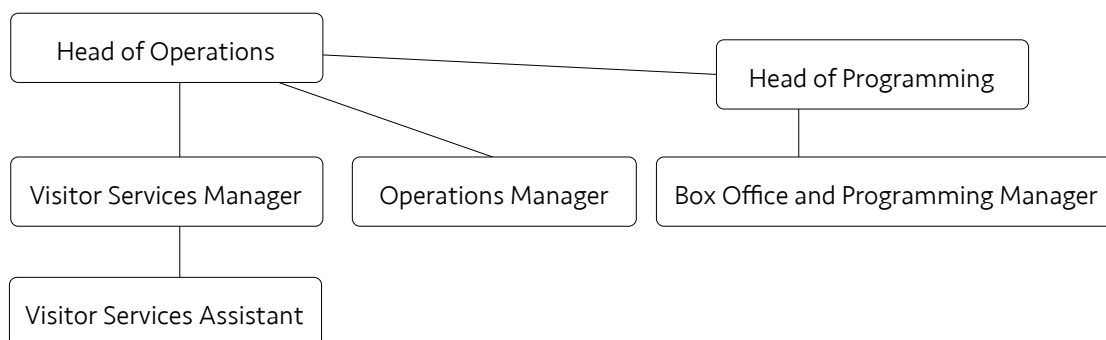 Head of Operations
Head of Programming
Visitor Services Manager
Operations Manager
Box Office and Programming Manager
Visitor Services Assistant